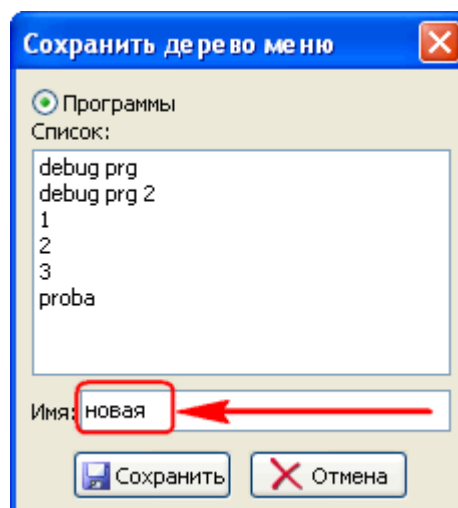 Сохранить дерево меню
Программы
Список:
debug prg
debug prg 2
1
2
3
proba
Имя: новая
Сохранить Отмена